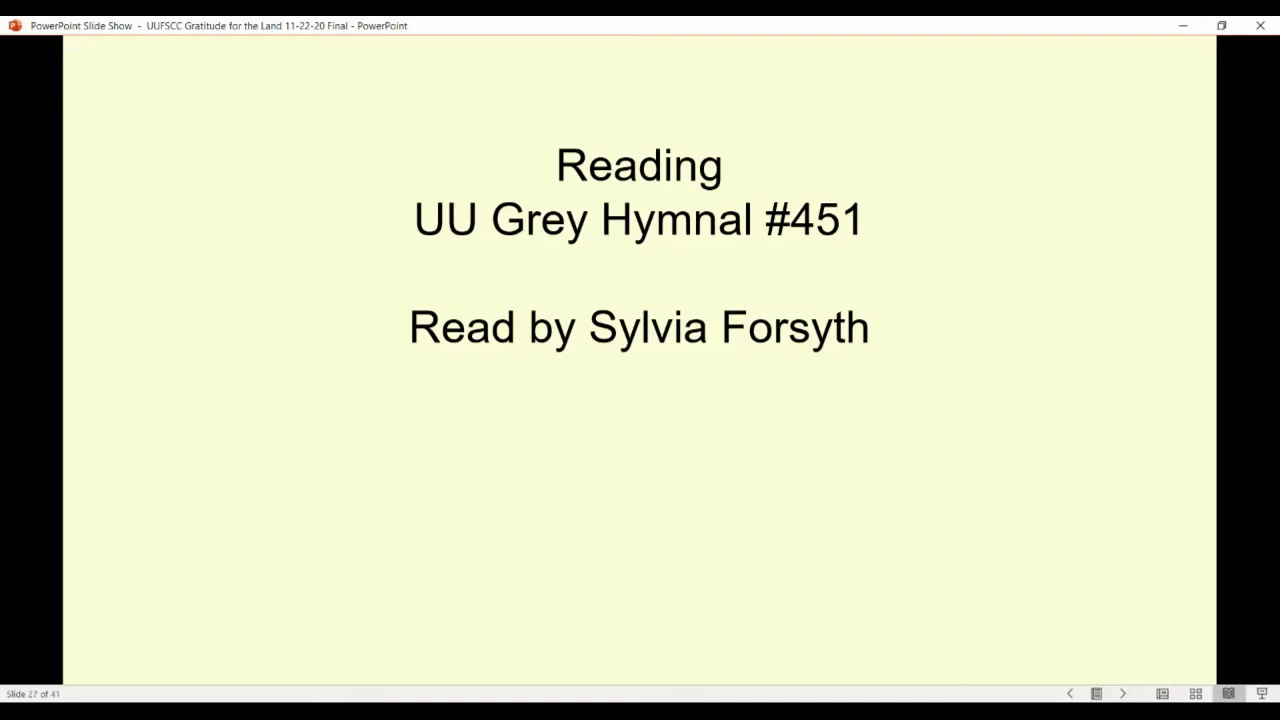 PowerPoint Slide Show - UUFSCC Gratitude for the Land 11-22-20 Final - PowerPoint
Reading
UU Grey Hymnal #451
Read by Sylvia Forsyth
Slide 27 of 41